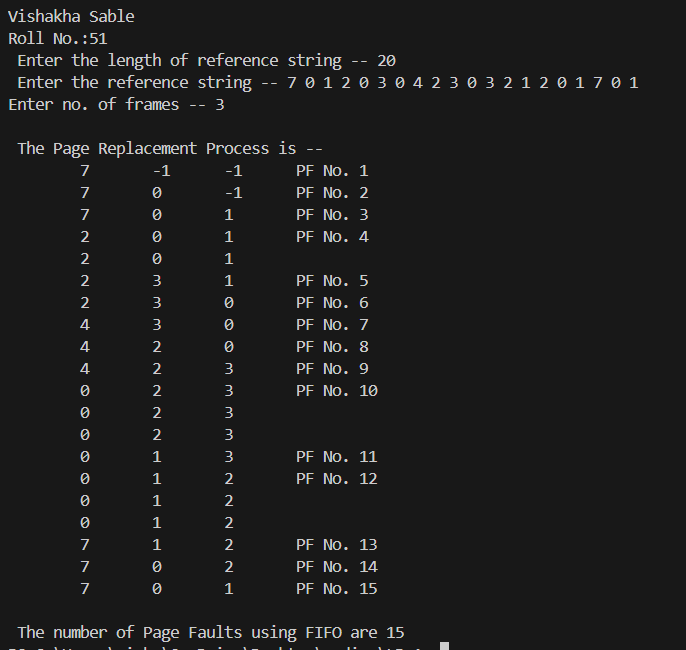 Vishakha Sable
Roll No.:51
Enter the length of reference string -- 20
Enter the reference string -- 7 0 1 2 0 3 0 4 2 3 0 3 2 1 2 0 1 7 0 1
Enter no. of frames -- 3
The Page Replacement Process is --
7 -1 -1 PF No. 1
7 0 -1 PF No. 2
7 0 1 PF No. 3
2 0 1 PF No. 4
2 0 1
2 3 1 PF No. 5
2 3 0 PF No. 6
4 3 0 PF No. 7
4 2 0 PF No. 8
4 2 3 PF No. 9
0 2 3 PF No. 10
0 2 3
0 2 3
0 1 3 PF No. 11
0 1 2 PF No. 12
0 1 2
0 1 2
7 1 2 PF No. 13
7 0 2 PF No. 14
7 0 1 PF No. 15
The number of Page Faults using FIFO are 15